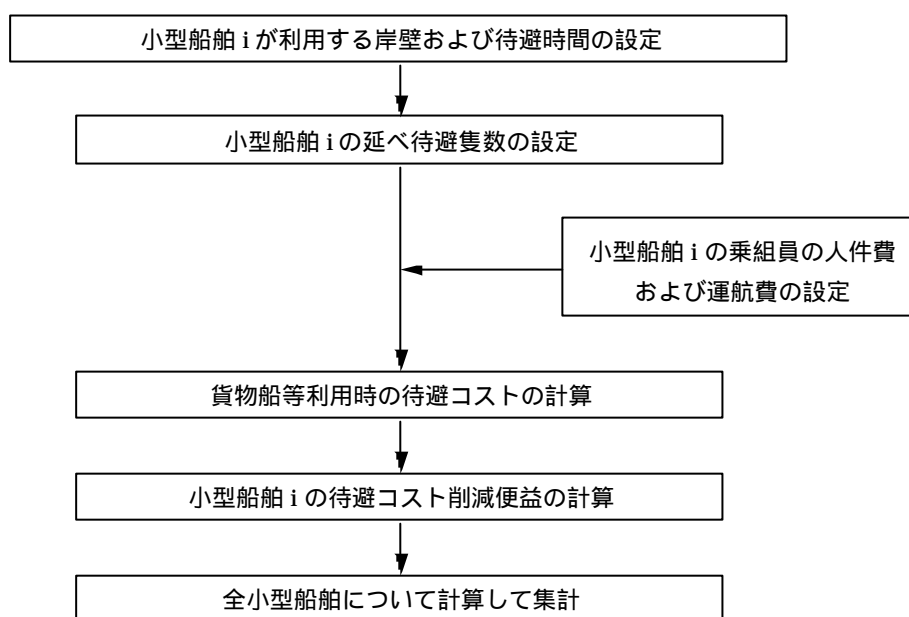 小型船舶 i が利用する岸壁および待避時間の設定
小型船舶 i の延べ待避隻数の設定
小型船舶 i の乗組員の人件費
および運航費の設定
貨物船等利用時の待避コストの計算
小型船舶 i の待避コスト削減便益の計算
全小型船舶について計算して集計